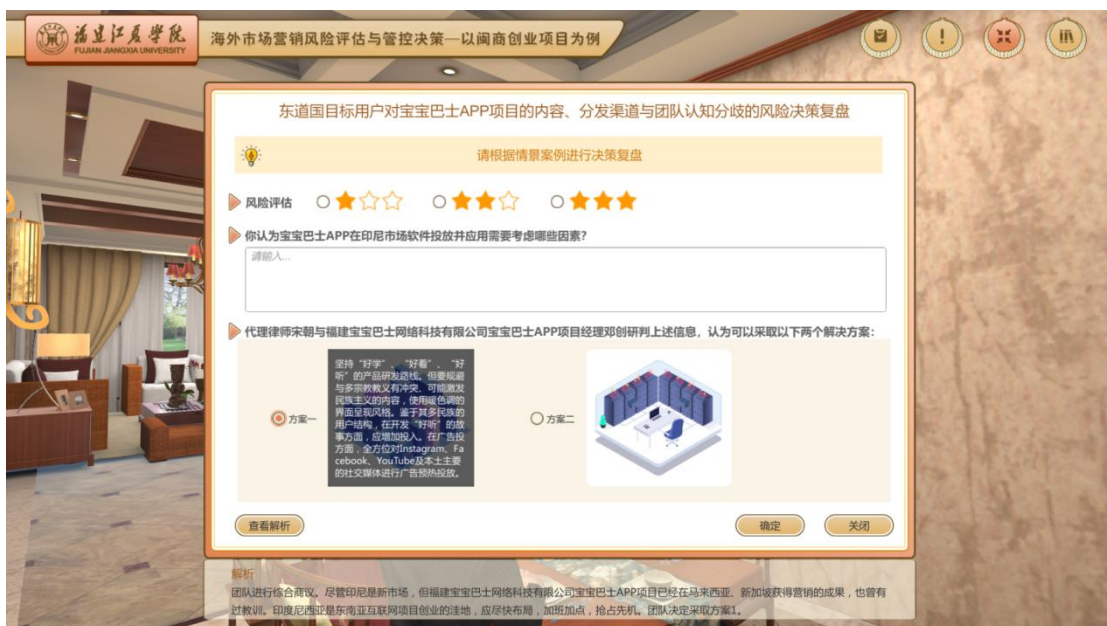 福建江夏学院
FUJIAN JIANGXIA UNIVERSITY
海外市场营销风险评估与管控决策—以闽商创业项目为例
东道国目标用户对宝宝巴士APP项目的内容、分发渠道与团队认知分歧的风险决策复盘
请根据情景案例进行决策复盘
风险评估
你认为宝宝巴士APP在印尼市场软件投放并应用需要考虑哪些因素?
请输入...
代理律师宋朝与福建宝宝巴士网络科技有限公司宝宝巴士APP项目经理邓创研判上述信息，认为可以采取以下两个解决方案：
方案一
坚持“好学”、“好看”、“好
听”的产品研发路线。但要规避
与多宗教教义有冲突、可能激发
民族主义的内容，使用暖色调的
界面呈现风格。鉴于其多民族的
用户结构，在开发“好听”的故
事方面，应增加投入。在广告投
方面，全方位对Instagram、Fa
cebook、YouTube及本土主要
的社交媒体进行广告预热投放。
方案二
查看解析
确定
关闭
解析
团队进行综合商议。尽管印尼是新市场，但福建宝宝巴士网络科技有限公司宝宝巴士APP项目已经在马来西亚、新加坡获得营销的成果，也曾有
过教训。印度尼西亚是东南亚互联网项目创业的洼地，应尽快布局，加班加点，抢占先机。团队决定采取方案1。